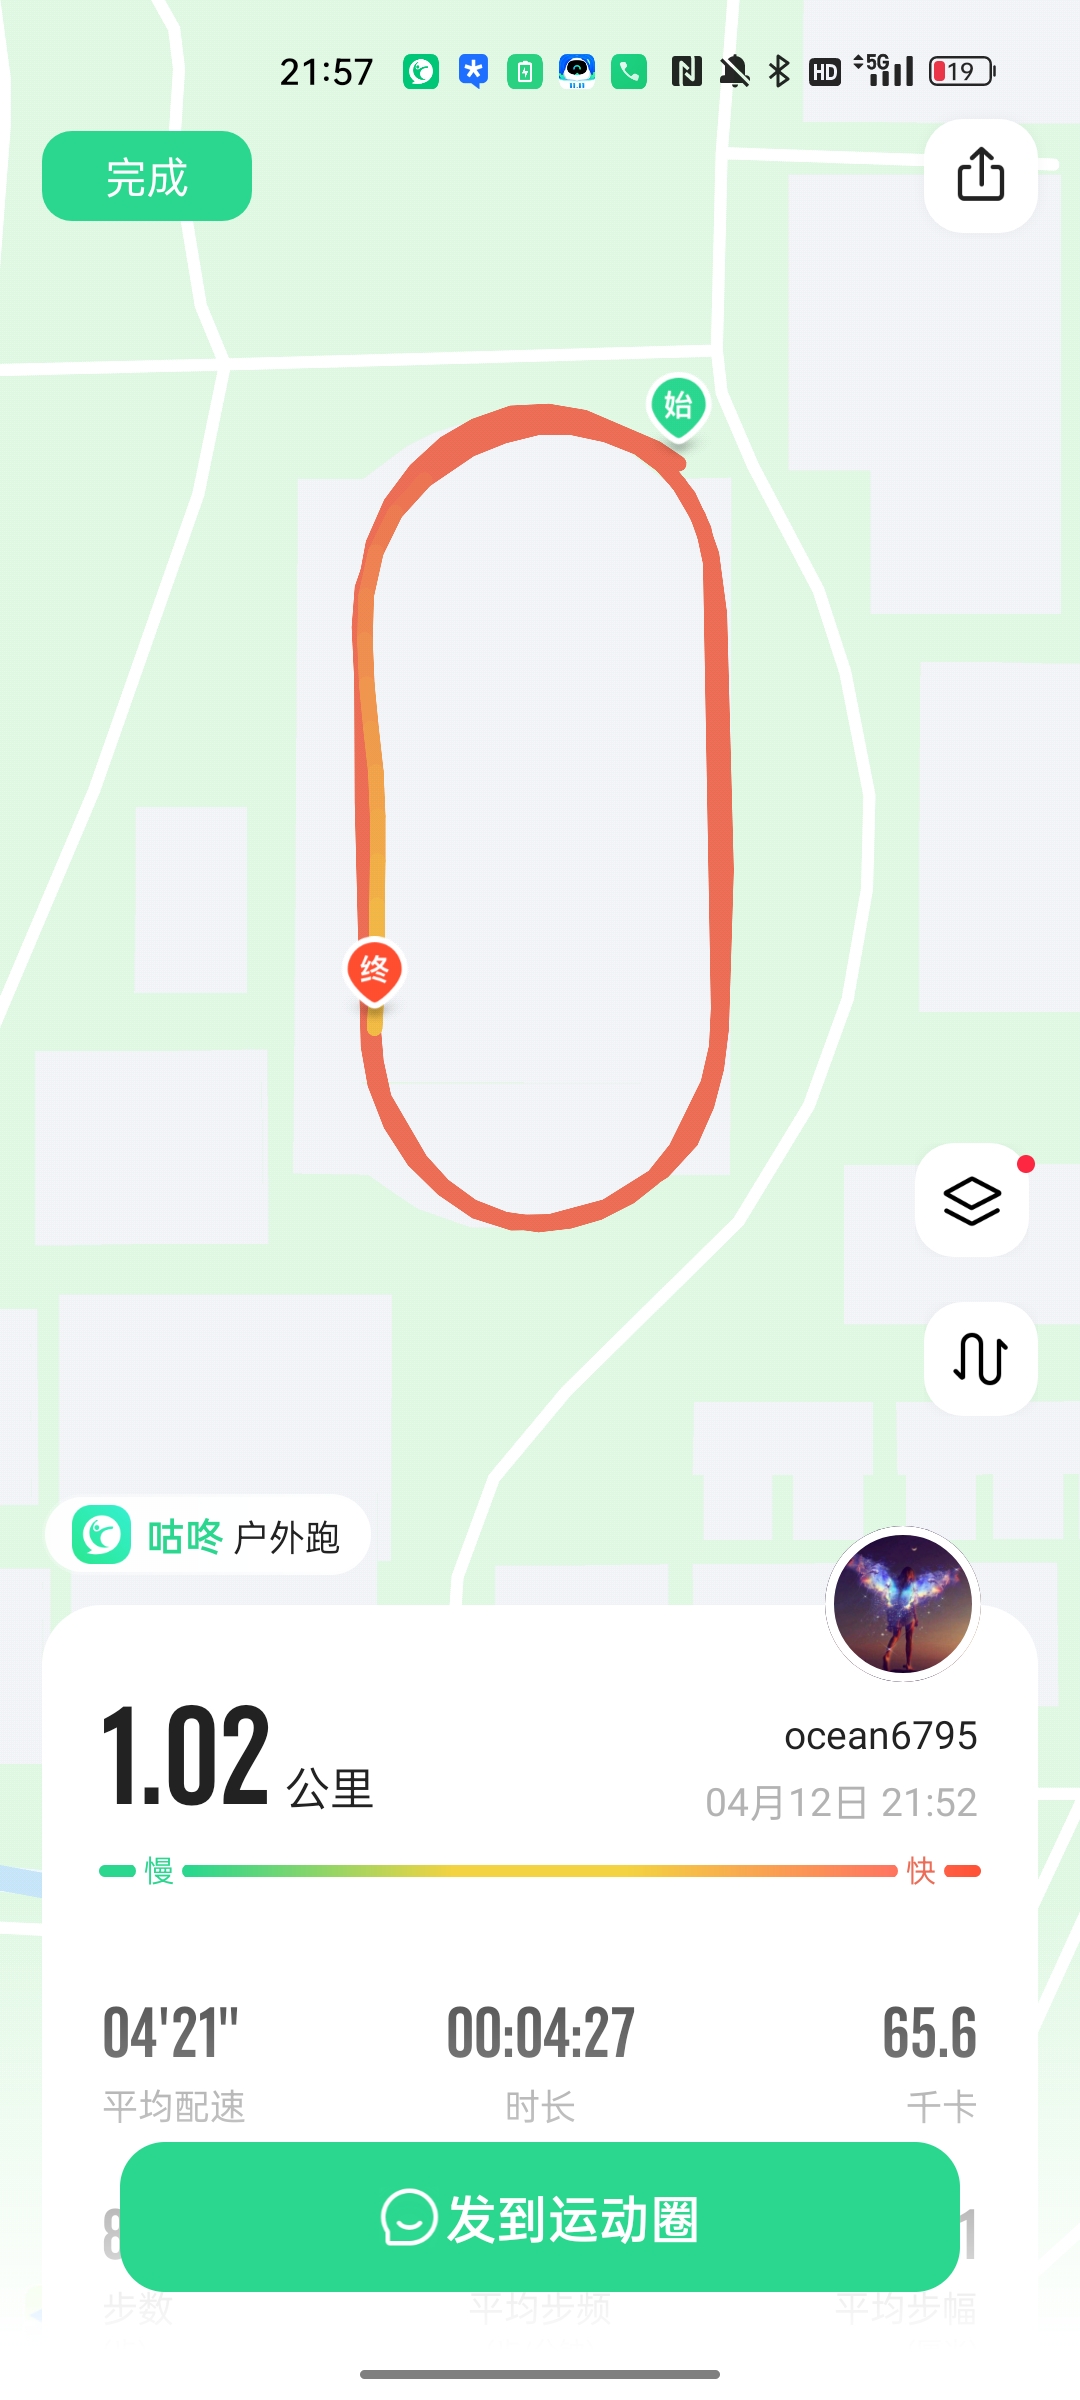 21:57
HD 5G 19
完成
始
终
咕咚 户外跑
1.02 公里
ocean6795
04月12日 21:52
慢 快
04'21" 00:04:27 65.6
平均配速 时长 千卡
发到运动圈
步数 平均步频 平均步幅